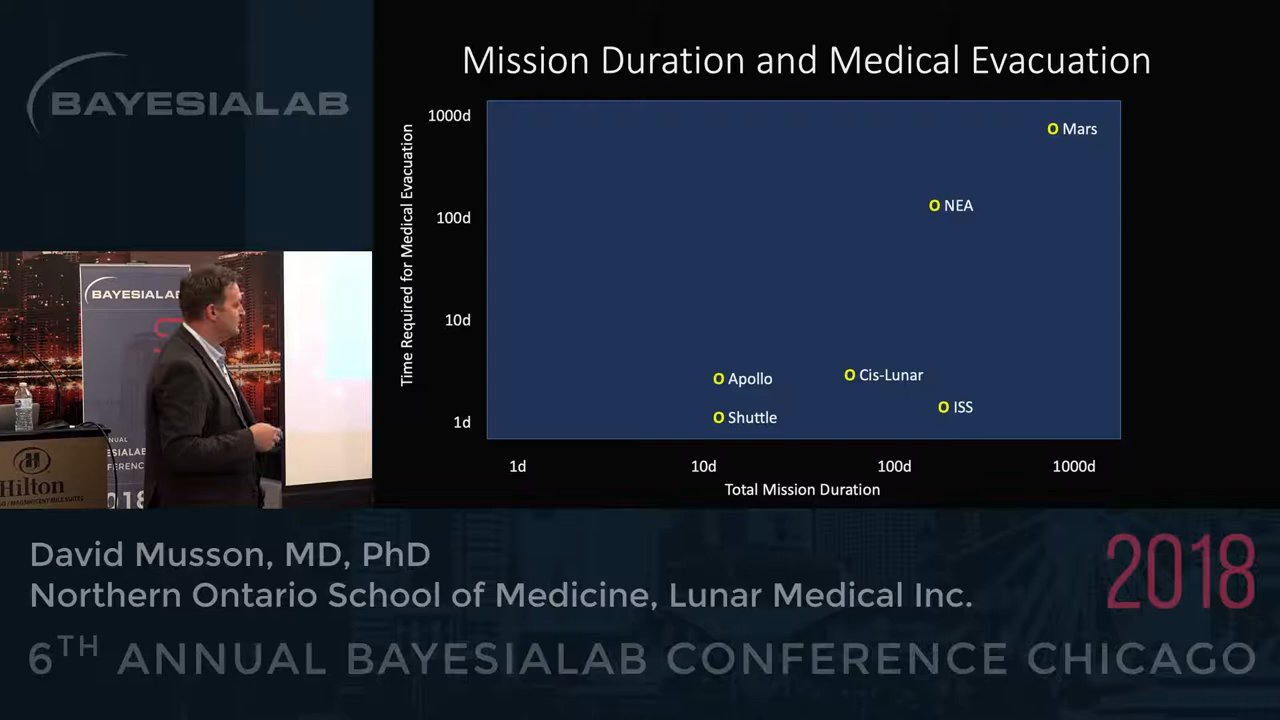 BAYESIALAB
Mission Duration and Medical Evacuation
Time Required for Medical Evacuation
1000d
100d
10d
1d
Mars
NEA
Apollo
Cis-Lunar
Shuttle
ISS
1d 10d 100d 1000d
Total Mission Duration
BAYESIALAB
Hilton
David Musson, MD, PhD
Northern Ontario School of Medicine, Lunar Medical Inc.
2018
6TH ANNUAL BAYESIALAB CONFERENCE CHICAGO